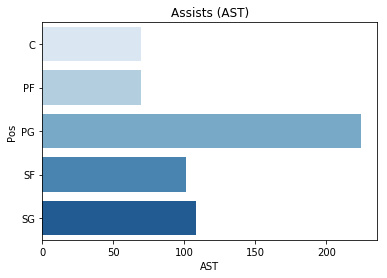 Assists (AST)
C
PF
PG
SF
SG
Pos
0 50 100 150 200
AST